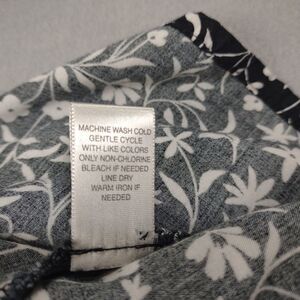 MACHINE WASH COLD
GENTLE CYCLE
WITH LIKE COLORS
ONLY NON-CHLORINE
BLEACH IF NEEDED
LINE DRY
WARM IRON IF
NEEDED